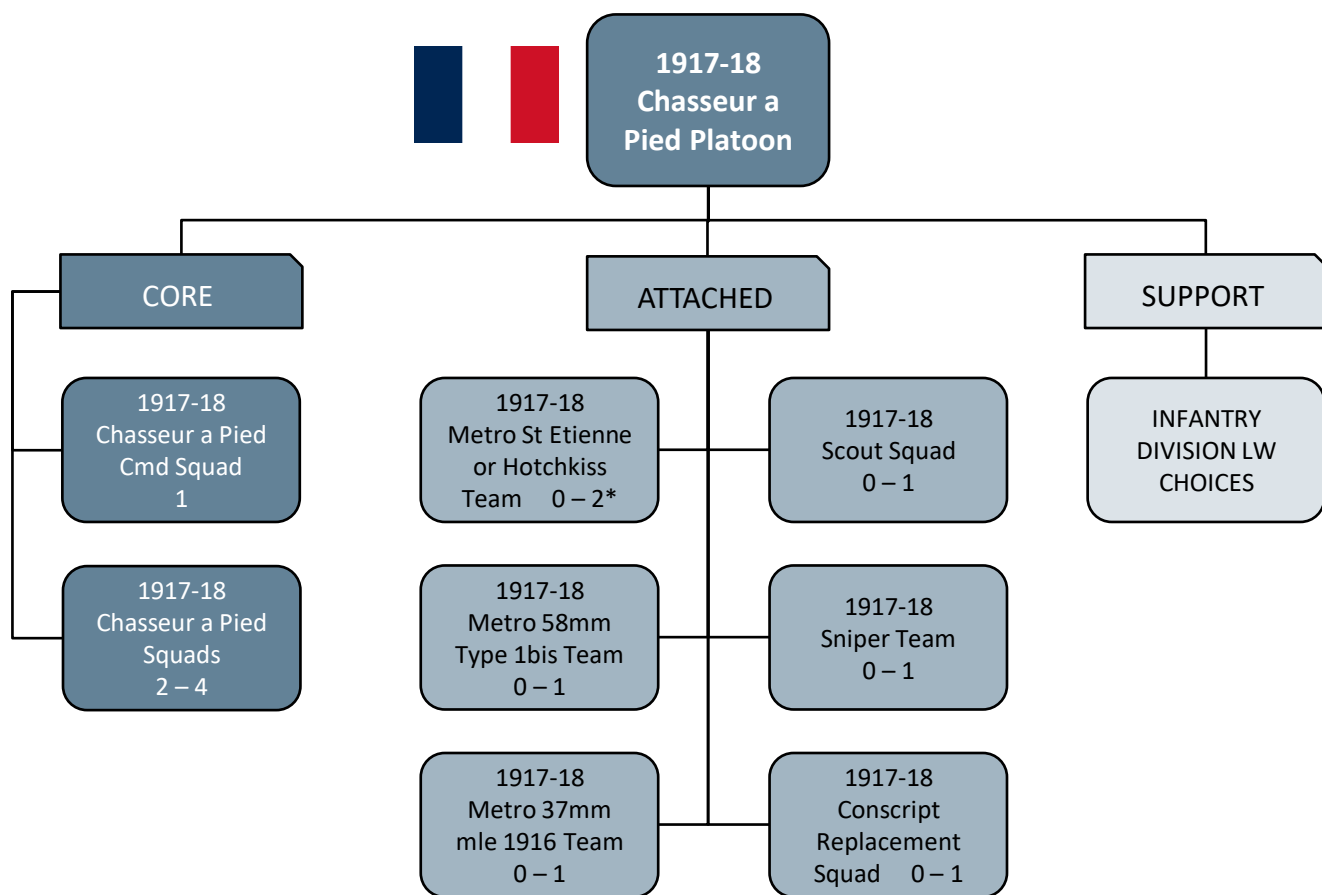 1917-18
Chasseur a
Pied Platoon
CORE
ATTACHED
SUPPORT
1917-18
Chasseur a Pied
Cmd Squad
1
1917-18
Chasseur a Pied
Squads
2 – 4
1917-18
Metro St Etienne
or Hotchkiss
Team 0 – 2*
1917-18
Scout Squad
0 – 1
1917-18
Metro 58mm
Type 1bis Team
0 – 1
1917-18
Sniper Team
0 – 1
1917-18
Metro 37mm
mle 1916 Team
0 – 1
1917-18
Conscript
Replacement
Squad 0 – 1
INFANTRY
DIVISION LW
CHOICES